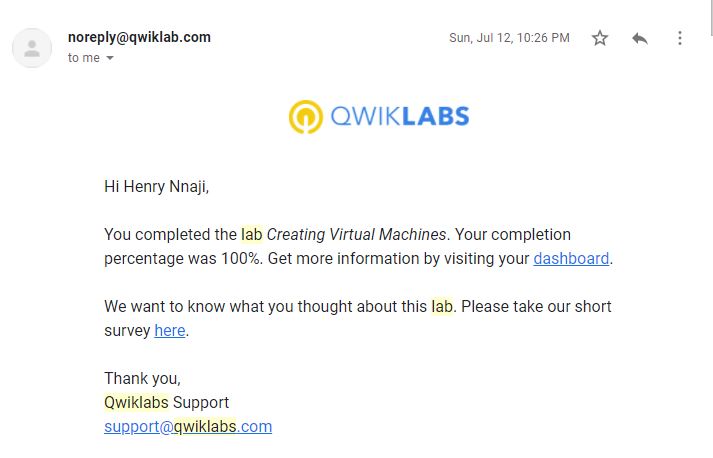 noreply@qwiklab.com
Sun, Jul 12, 10:26 PM
to me
QWIKLABS
Hi Henry Nnaji,
You completed the lab Creating Virtual Machines. Your completion
percentage was 100%. Get more information by visiting your dashboard.
We want to know what you thought about this lab. Please take our short
survey here.
Thank you,
Qwiklabs Support
support@qwiklabs.com